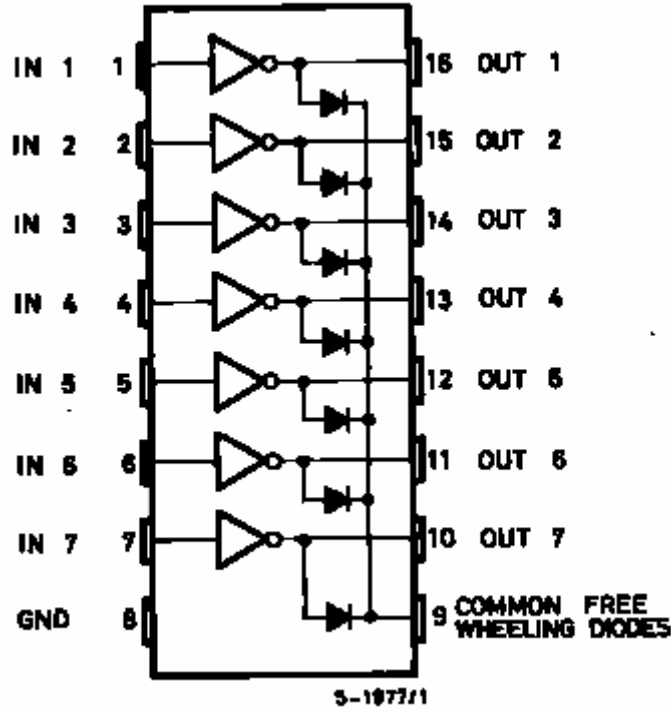 IN 1 1 16 OUT 1
IN 2 2 15 OUT 2
IN 3 3 14 OUT 3
IN 4 4 13 OUT 4
IN 5 5 12 OUT 5
IN 6 6 11 OUT 6
IN 7 7 10 OUT 7
GND 8 9 COMMON FREE
WHEELING DIODES
S-1977/1